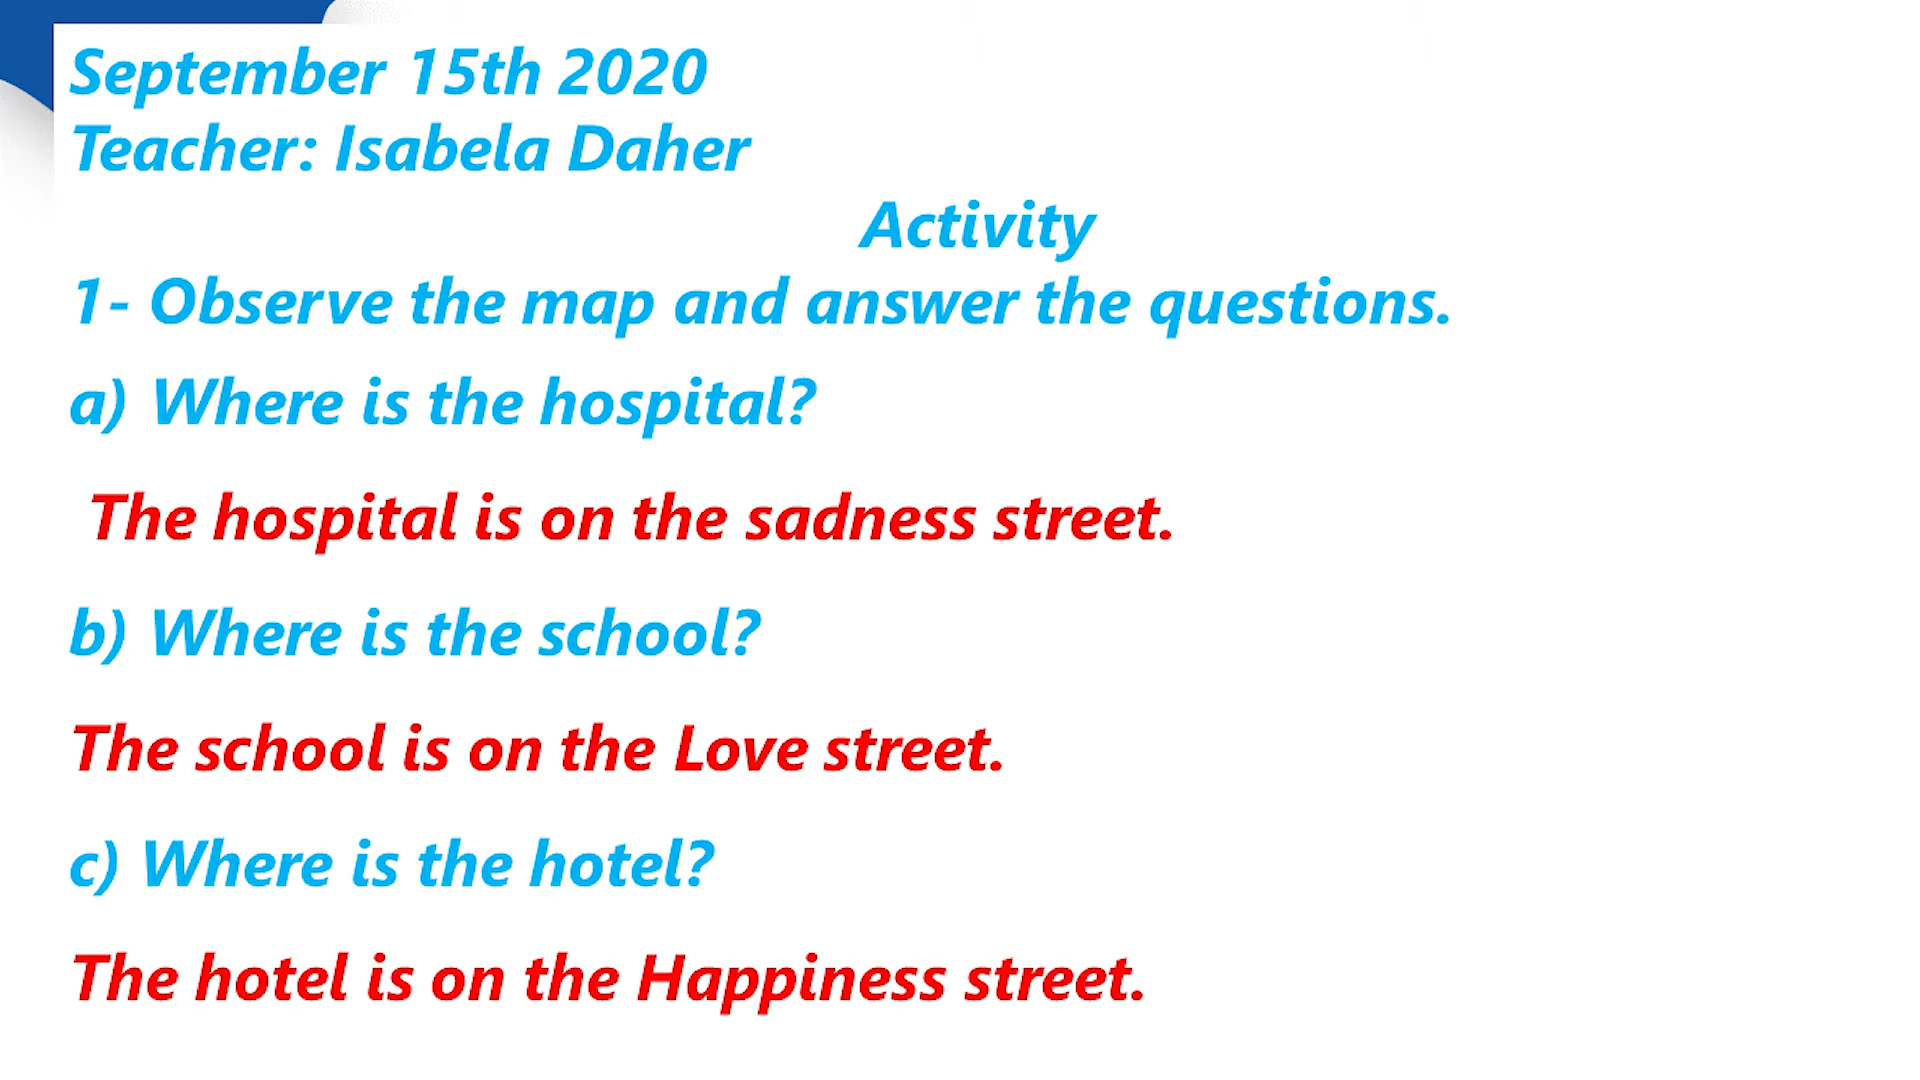 September 15th 2020
Teacher: Isabela Daher
Activity
1- Observe the map and answer the questions.
a) Where is the hospital?
The hospital is on the sadness street.
b) Where is the school?
The school is on the Love street.
c) Where is the hotel?
The hotel is on the Happiness street.